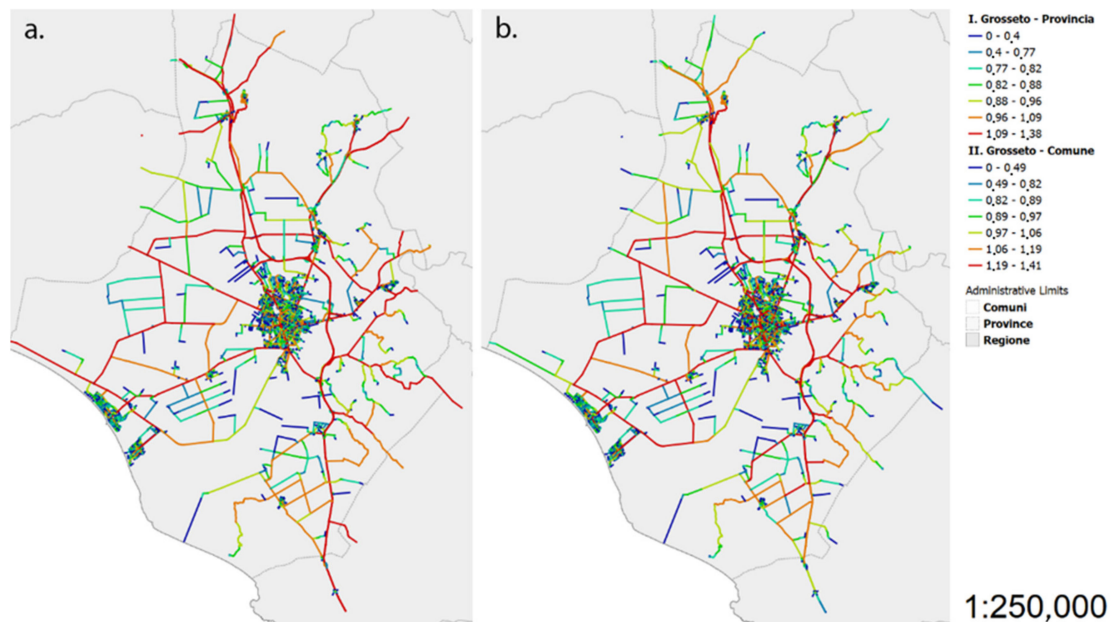 a.
b.
I. Grosseto - Provincia
0 - 0,4
0,4 - 0,77
0,77 - 0,82
0,82 - 0,88
0,88 - 0,96
0,96 - 1,09
1,09 - 1,38
II. Grosseto - Comune
0 - 0,49
0,49 - 0,82
0,82 - 0,89
0,89 - 0,97
0,97 - 1,06
1,06 - 1,19
1,19 - 1,41
Administrative Limits
Comuni
Province
Regione
1:250,000